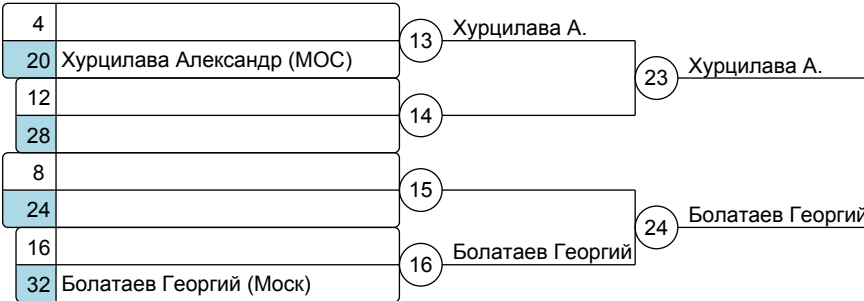 4
13 Хурцилава А.
20 Хурцилава Александр (МОС)
23 Хурцилава А.
12
14
28
8
15
24
24 Болатаев Георгий
16
16 Болатаев Георгий
32 Болатаев Георгий (Моск)